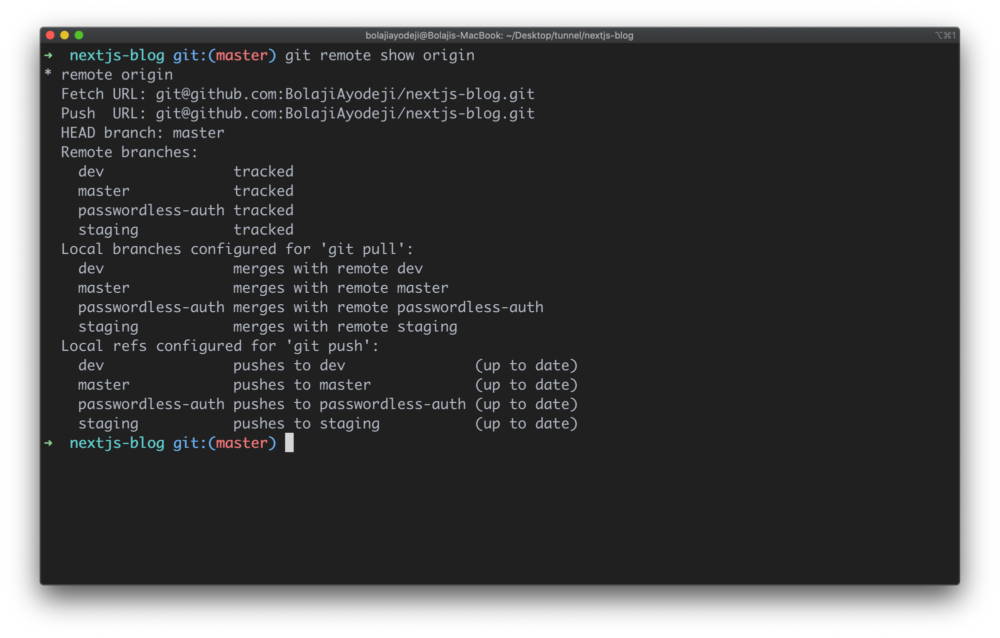 bolajiayodeji@Bolajis-MacBook: ~/Desktop/tunnel/nextjs-blog ⌥⌘1
➜  nextjs-blog git:(master) git remote show origin
* remote origin
  Fetch URL: git@github.com:BolajiAyodeji/nextjs-blog.git
  Push  URL: git@github.com:BolajiAyodeji/nextjs-blog.git
  HEAD branch: master
  Remote branches:
    dev               tracked
    master            tracked
    passwordless-auth tracked
    staging           tracked
  Local branches configured for 'git pull':
    dev               merges with remote dev
    master            merges with remote master
    passwordless-auth merges with remote passwordless-auth
    staging           merges with remote staging
  Local refs configured for 'git push':
    dev               pushes to dev               (up to date)
    master            pushes to master            (up to date)
    passwordless-auth pushes to passwordless-auth (up to date)
    staging           pushes to staging           (up to date)
➜  nextjs-blog git:(master)